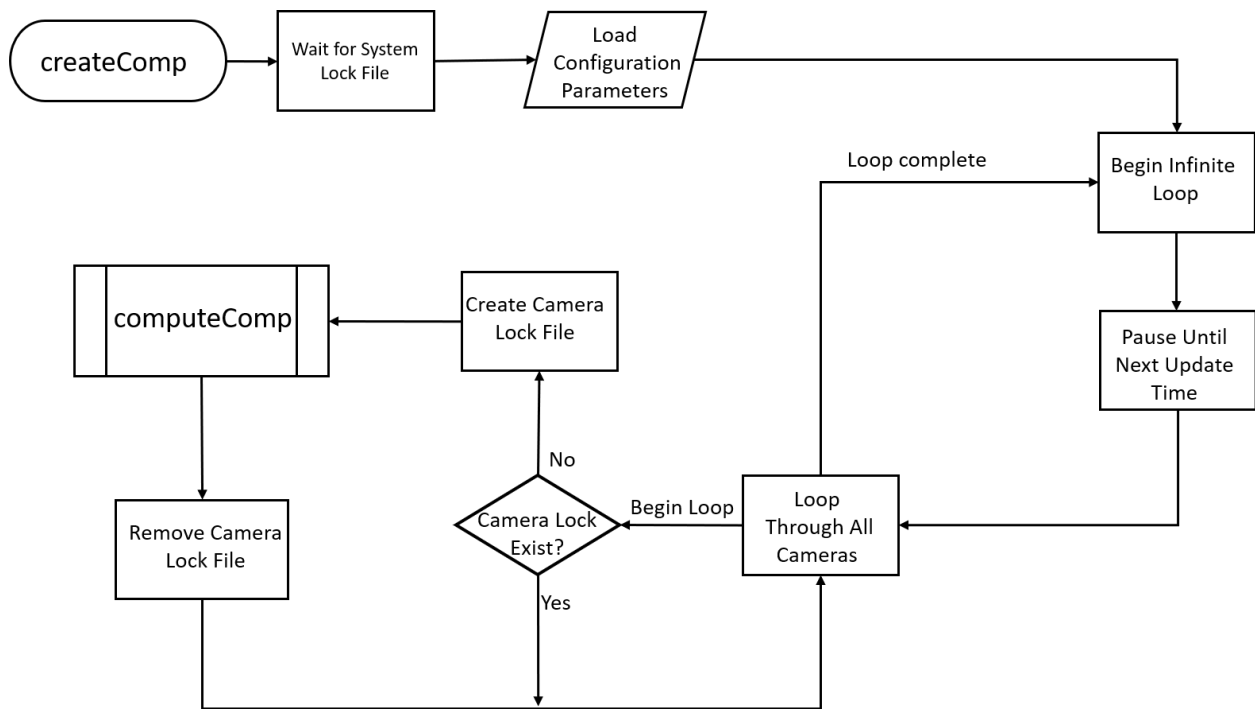 createComp
Wait for System
Lock File
Load
Configuration
Parameters
Loop complete
Begin Infinite
Loop
computeComp
Create Camera
Lock File
Pause Until
Next Update
Time
No
Begin Loop
Camera Lock
Exist?
Loop
Through All
Cameras
Remove Camera
Lock File
Yes